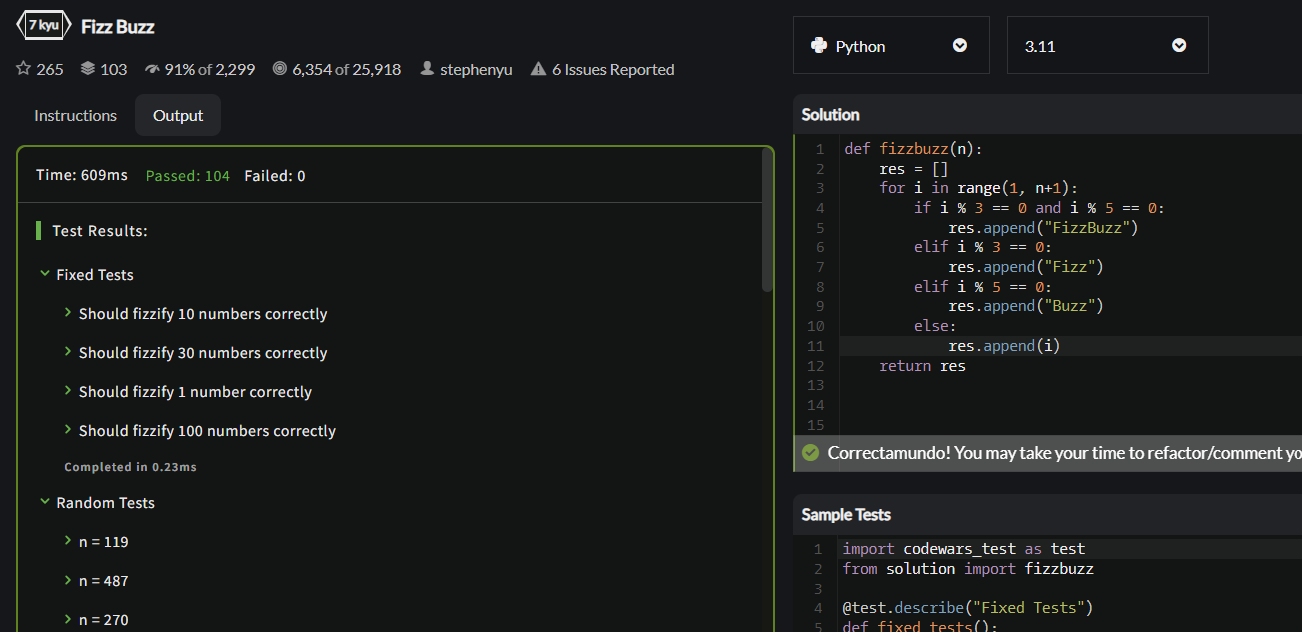 7 kyu Fizz Buzz
265 103 91% of 2,299 6,354 of 25,918 stephenyu 6 Issues Reported
Instructions Output
Time: 609ms Passed: 104 Failed: 0
Test Results:
Fixed Tests
Should fizzify 10 numbers correctly
Should fizzify 30 numbers correctly
Should fizzify 1 number correctly
Should fizzify 100 numbers correctly
Completed in 0.23ms
Random Tests
n = 119
n = 487
n = 270
Python 3.11
Solution
1 def fizzbuzz(n):
2     res = []
3     for i in range(1, n+1):
4         if i % 3 == 0 and i % 5 == 0:
5             res.append("FizzBuzz")
6         elif i % 3 == 0:
7             res.append("Fizz")
8         elif i % 5 == 0:
9             res.append("Buzz")
10         else:
11             res.append(i)
12     return res
13
14
15
Correctamundo! You may take your time to refactor/comment yo
Sample Tests
1 import codewars_test as test
2 from solution import fizzbuzz
3
4 @test.describe("Fixed Tests")
5 def fixed_tests():